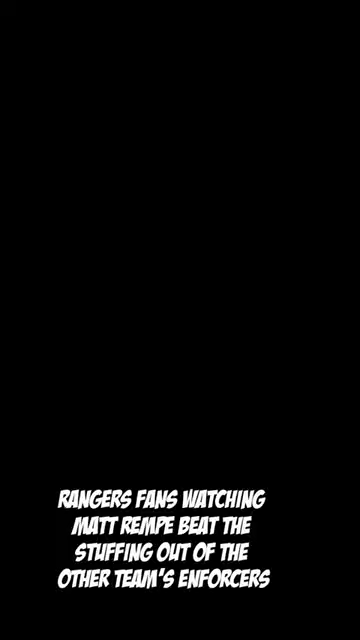 RANGERS FANS WATCHING
MATT REMPE BEAT THE
STUFFING OUT OF THE
OTHER TEAM'S ENFORCERS